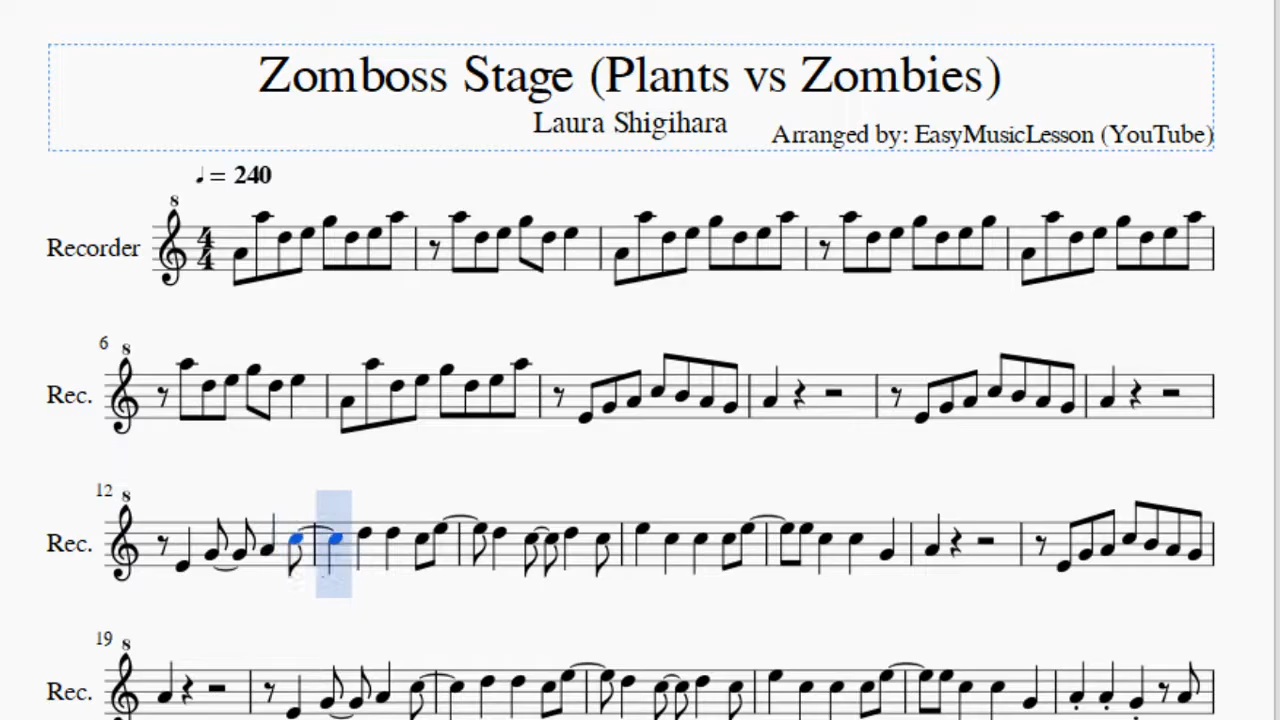 Zomboss Stage (Plants vs Zombies)
Laura Shigihara
Arranged by: EasyMusicLesson (YouTube)
♩ = 240
8
Recorder
4
4
6
8
Rec.
12
8
Rec.
19
8
Rec.